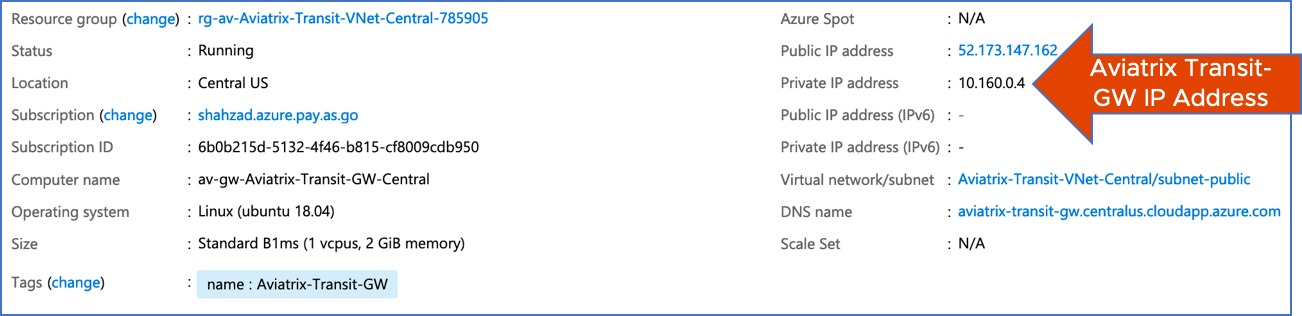 Resource group (change) : rg-av-Aviatrix-Transit-VNet-Central-785905
Status : Running
Location : Central US
Subscription (change) : shahzad.azure.pay.as.go
Subscription ID : 6b0b215d-5132-4f46-b815-cf8009cdb950
Computer name : av-gw-Aviatrix-Transit-GW-Central
Operating system : Linux (ubuntu 18.04)
Size : Standard B1ms (1 vcpus, 2 GiB memory)
Tags (change) : name : Aviatrix-Transit-GW
Azure Spot : N/A
Public IP address : 52.173.147.162
Private IP address : 10.160.0.4
Public IP address (IPv6) : -
Private IP address (IPv6) : -
Virtual network/subnet : Aviatrix-Transit-VNet-Central/subnet-public
DNS name : aviatrix-transit-gw.centralus.cloudapp.azure.com
Scale Set : N/A
Aviatrix Transit-
GW IP Address